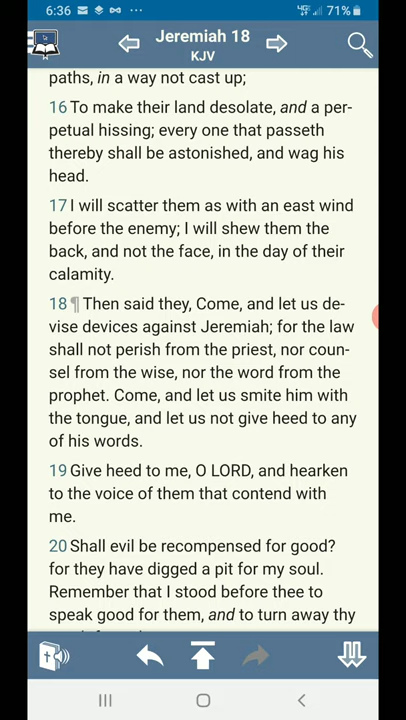 6:36
71%
Jeremiah 18
KJV
paths, in a way not cast up;
16 To make their land desolate, and a per-
petual hissing; every one that passeth
thereby shall be astonished, and wag his
head.
17 I will scatter them as with an east wind
before the enemy; I will shew them the
back, and not the face, in the day of their
calamity.
18 ¶ Then said they, Come, and let us de-
vise devices against Jeremiah; for the law
shall not perish from the priest, nor coun-
sel from the wise, nor the word from the
prophet. Come, and let us smite him with
the tongue, and let us not give heed to any
of his words.
19 Give heed to me, O LORD, and hearken
to the voice of them that contend with
me.
20 Shall evil be recompensed for good?
for they have digged a pit for my soul.
Remember that I stood before thee to
speak good for them, and to turn away thy